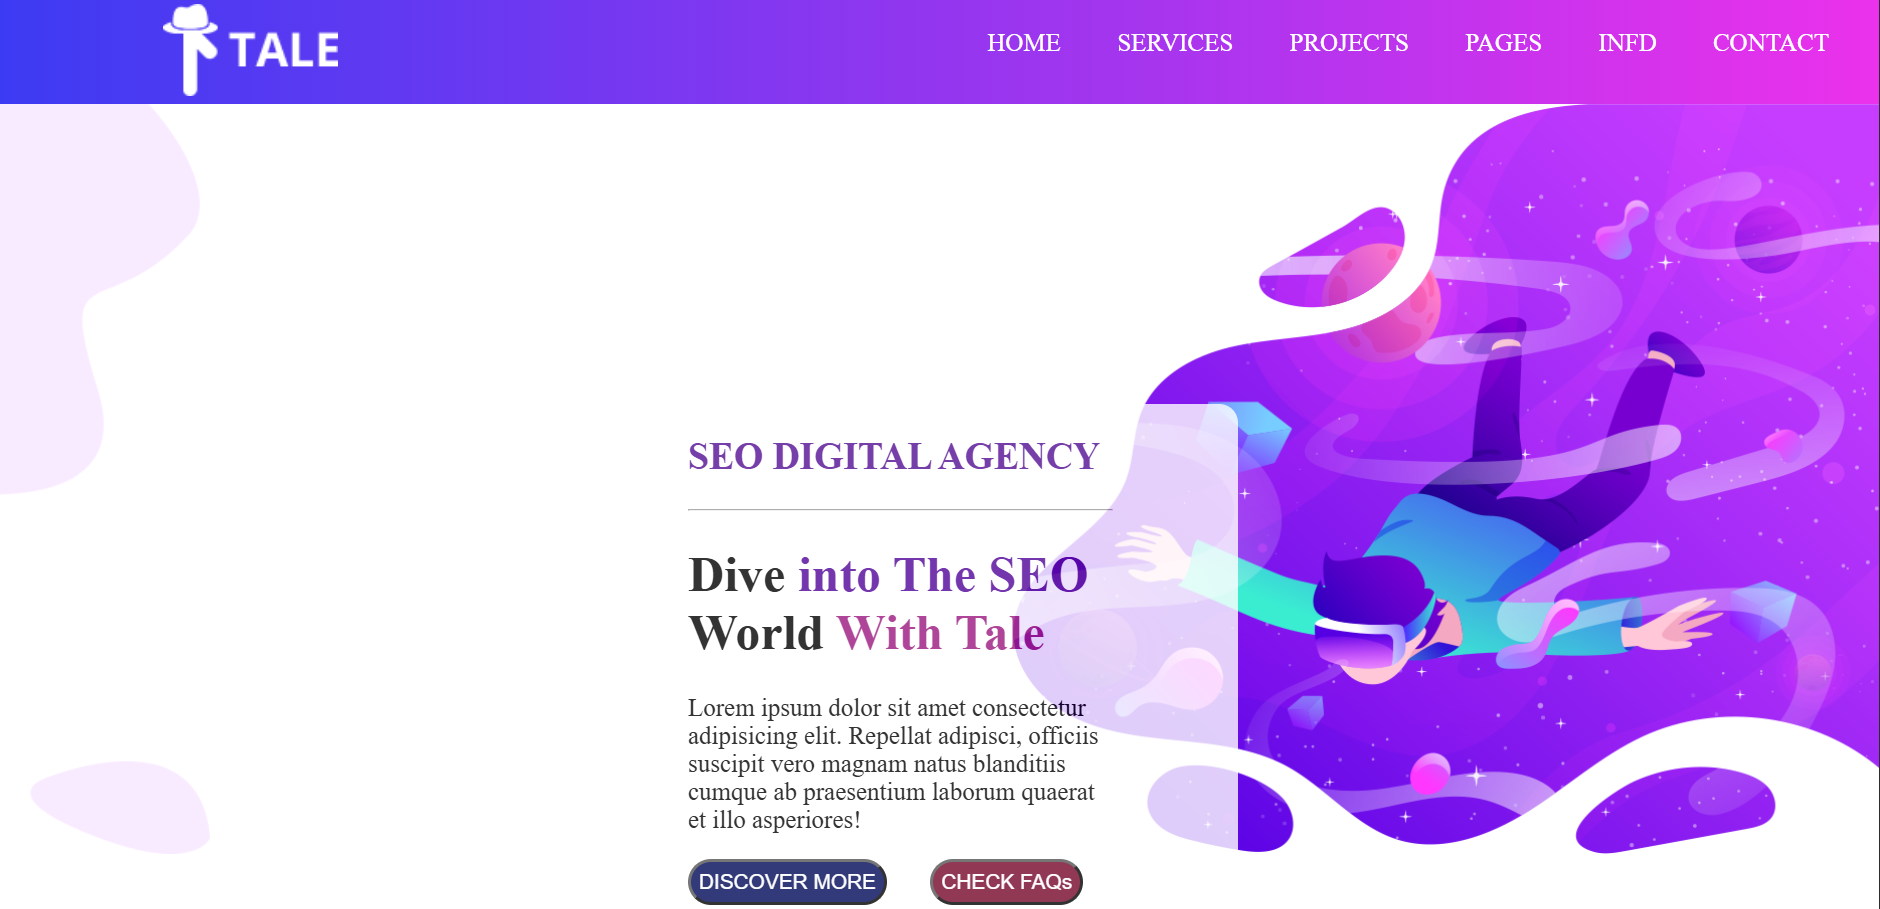 TALE
HOME SERVICES PROJECTS PAGES INFD CONTACT
SEO DIGITAL AGENCY
Dive into The SEO
World With Tale
Lorem ipsum dolor sit amet consectetur
adipisicing elit. Repellat adipisci, officiis
suscipit vero magnam natus blanditiis
cumque ab praesentium laborum quaerat
et illo asperiores!
DISCOVER MORE CHECK FAQs